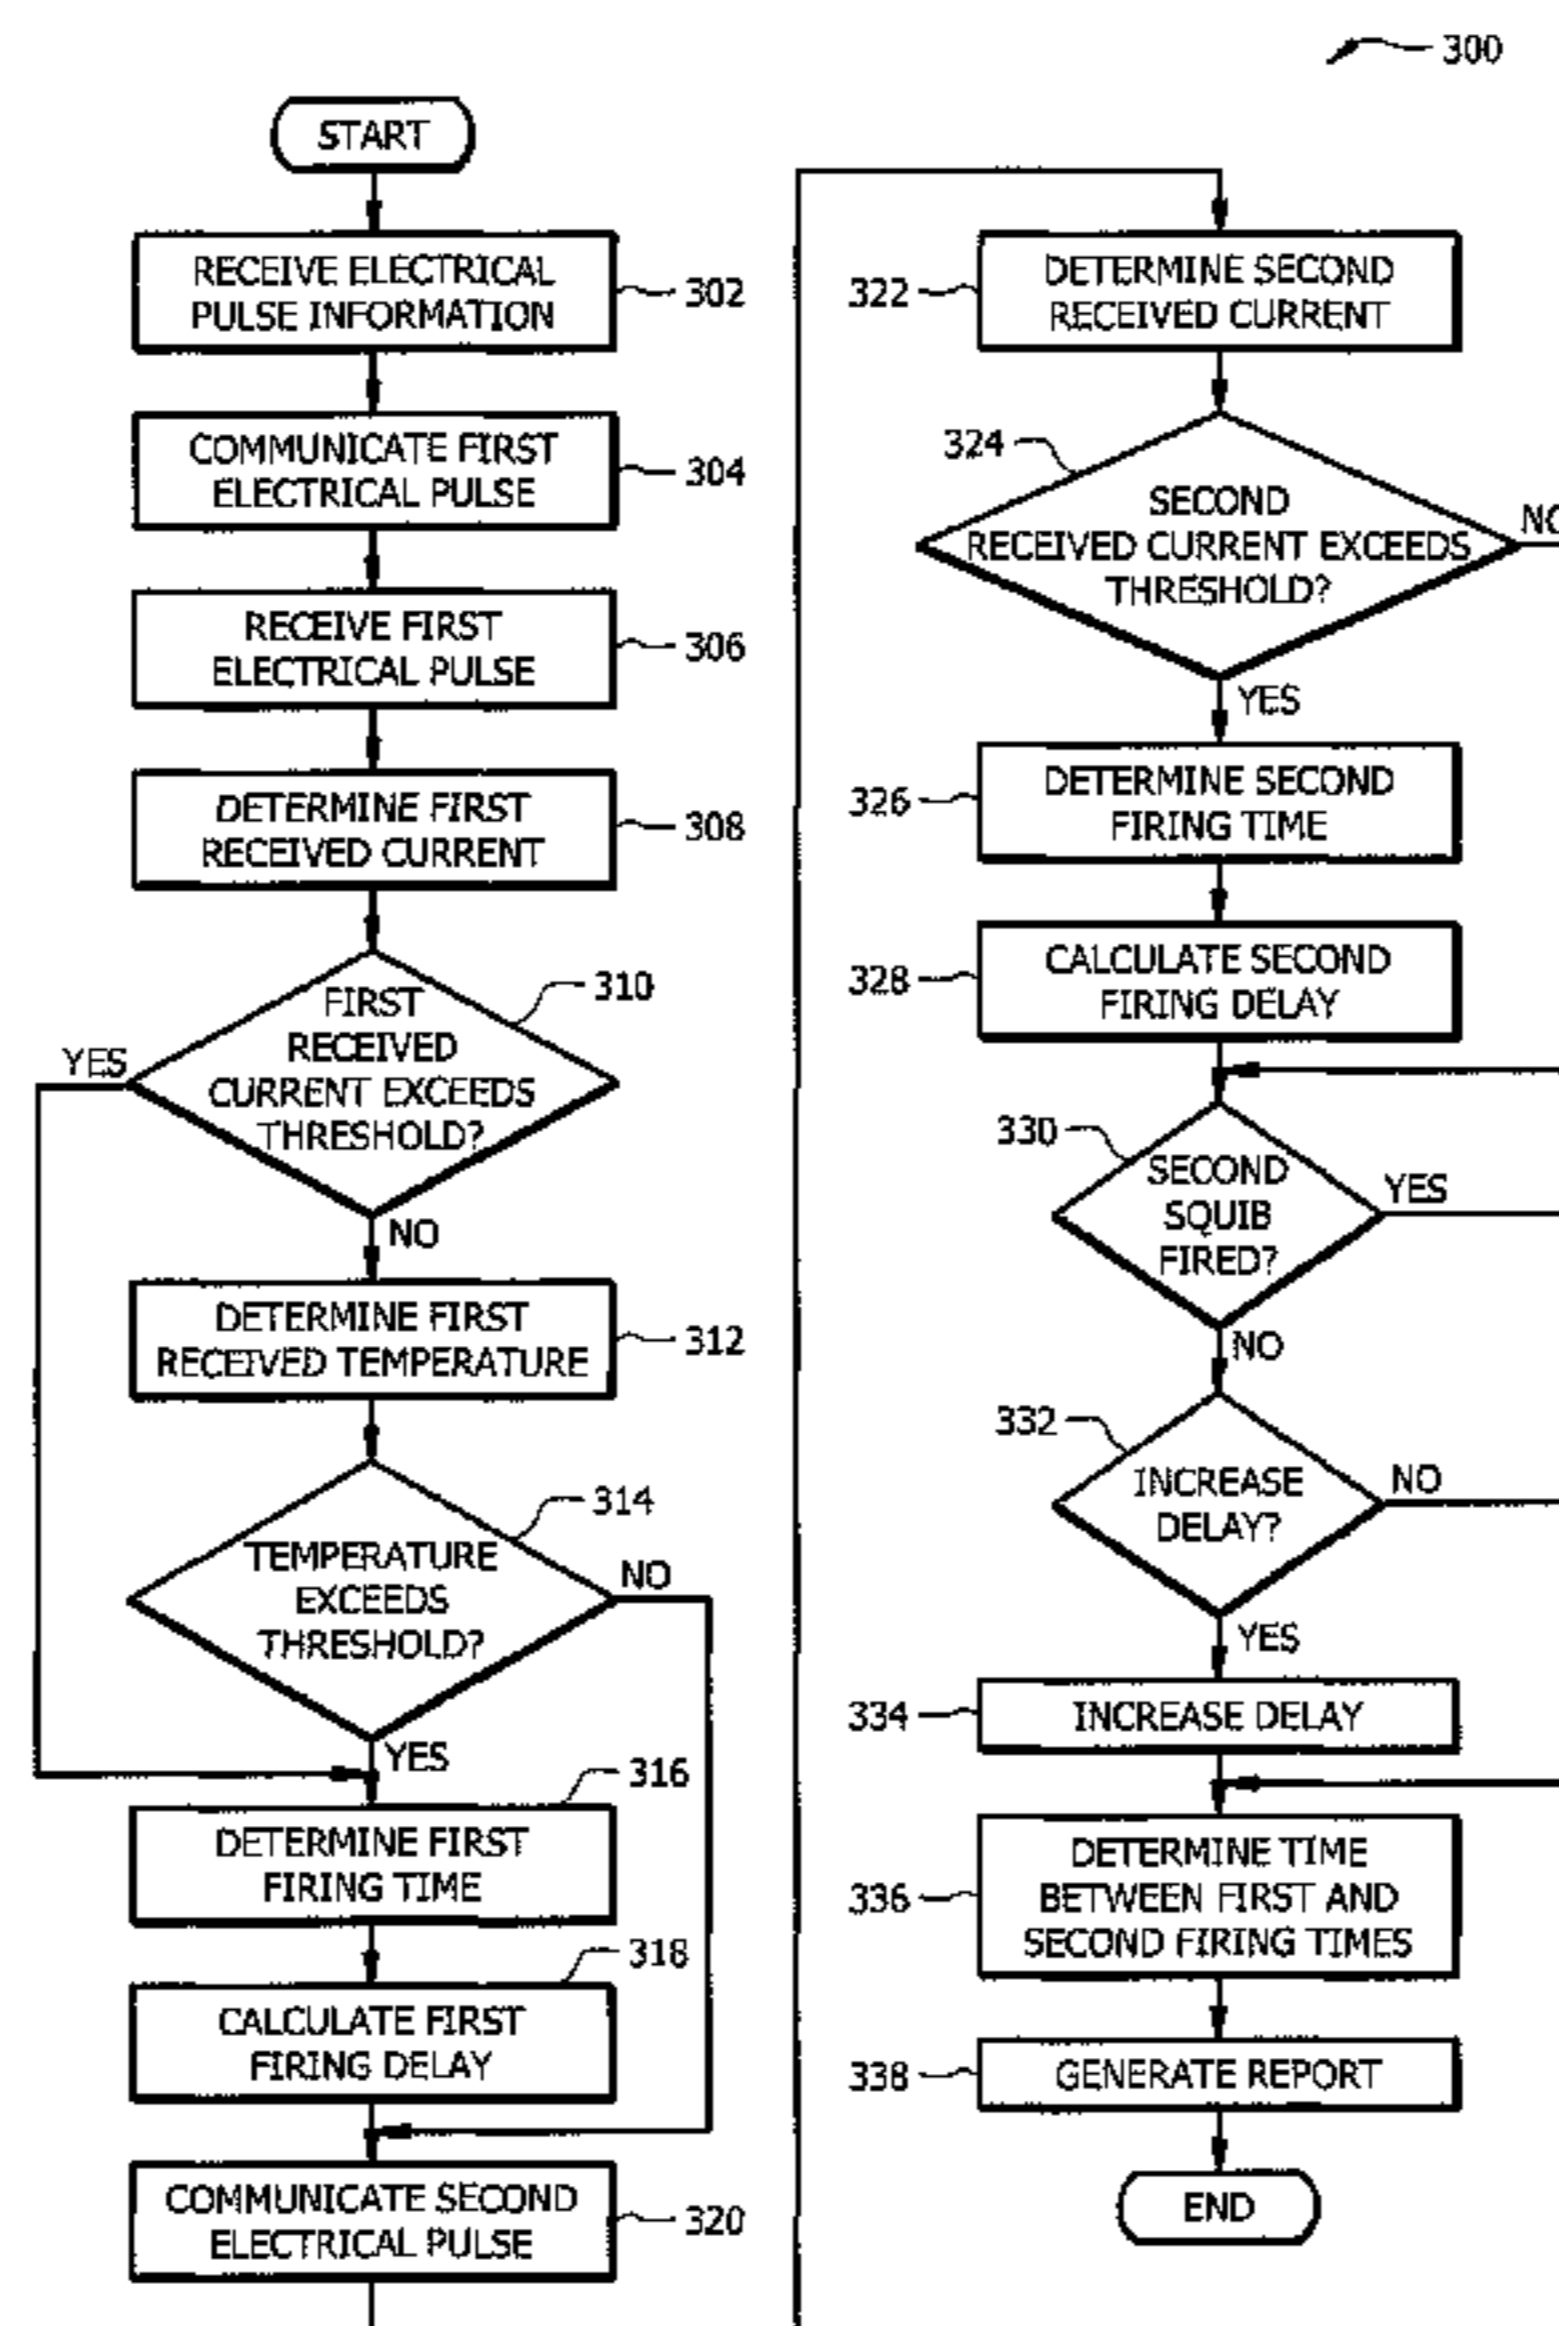 300
START
RECEIVE ELECTRICAL
PULSE INFORMATION
302
COMMUNICATE FIRST
ELECTRICAL PULSE
304
RECEIVE FIRST
ELECTRICAL PULSE
306
DETERMINE FIRST
RECEIVED CURRENT
308
310
FIRST
RECEIVED
CURRENT EXCEEDS
THRESHOLD?
YES
NO
DETERMINE FIRST
RECEIVED TEMPERATURE
312
314
TEMPERATURE
EXCEEDS
THRESHOLD?
NO
YES
316
DETERMINE FIRST
FIRING TIME
318
CALCULATE FIRST
FIRING DELAY
COMMUNICATE SECOND
ELECTRICAL PULSE
320
322
DETERMINE SECOND
RECEIVED CURRENT
324
SECOND
RECEIVED CURRENT EXCEEDS
THRESHOLD?
NO
YES
326
DETERMINE SECOND
FIRING TIME
328
CALCULATE SECOND
FIRING DELAY
330
SECOND
SQUIB
FIRED?
YES
NO
332
INCREASE
DELAY?
NO
YES
334
INCREASE DELAY
336
DETERMINE TIME
BETWEEN FIRST AND
SECOND FIRING TIMES
338
GENERATE REPORT
END